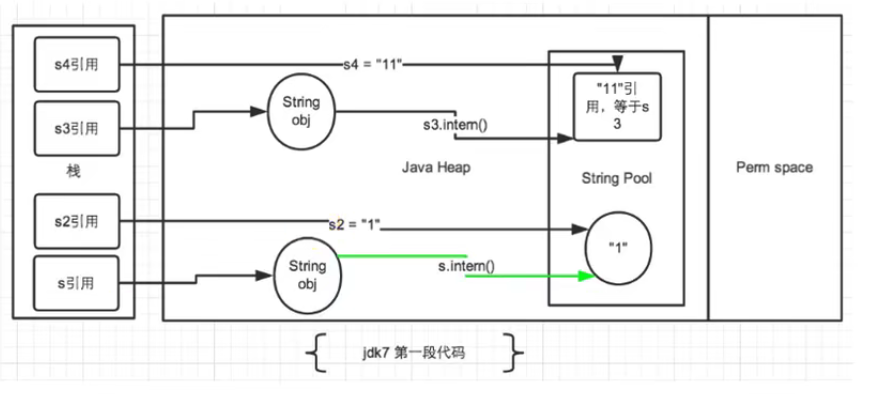 s4引用
s4 = "11"
"11"引
用，等于s
3
String
obj
s3引用
s3.intern()
栈
Java Heap
String Pool
Perm space
s2引用
s2 = "1"
"1"
String
obj
s.intern()
s引用
jdk7 第一段代码